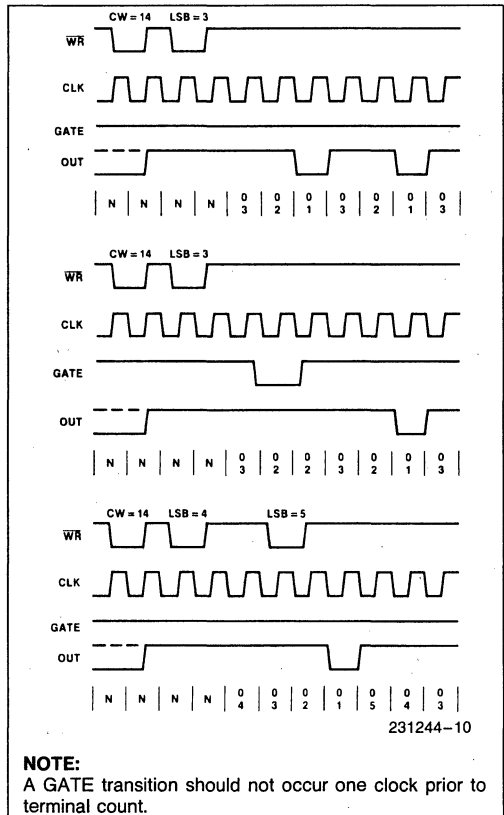 CW = 14 LSB = 3
WR
CLK
GATE
OUT
N N N N 0 0 0 0 0 0 0
3 2 1 3 2 1 3
CW = 14 LSB = 3
WR
CLK
GATE
OUT
N N N N 0 0 0 0 0 0 0
3 2 2 3 2 1 3
CW = 14 LSB = 4 LSB = 5
WR
CLK
GATE
OUT
N N N N 0 0 0 0 0 0 0
4 3 2 1 5 4 3
231244–10
NOTE:
A GATE transition should not occur one clock prior to
terminal count.